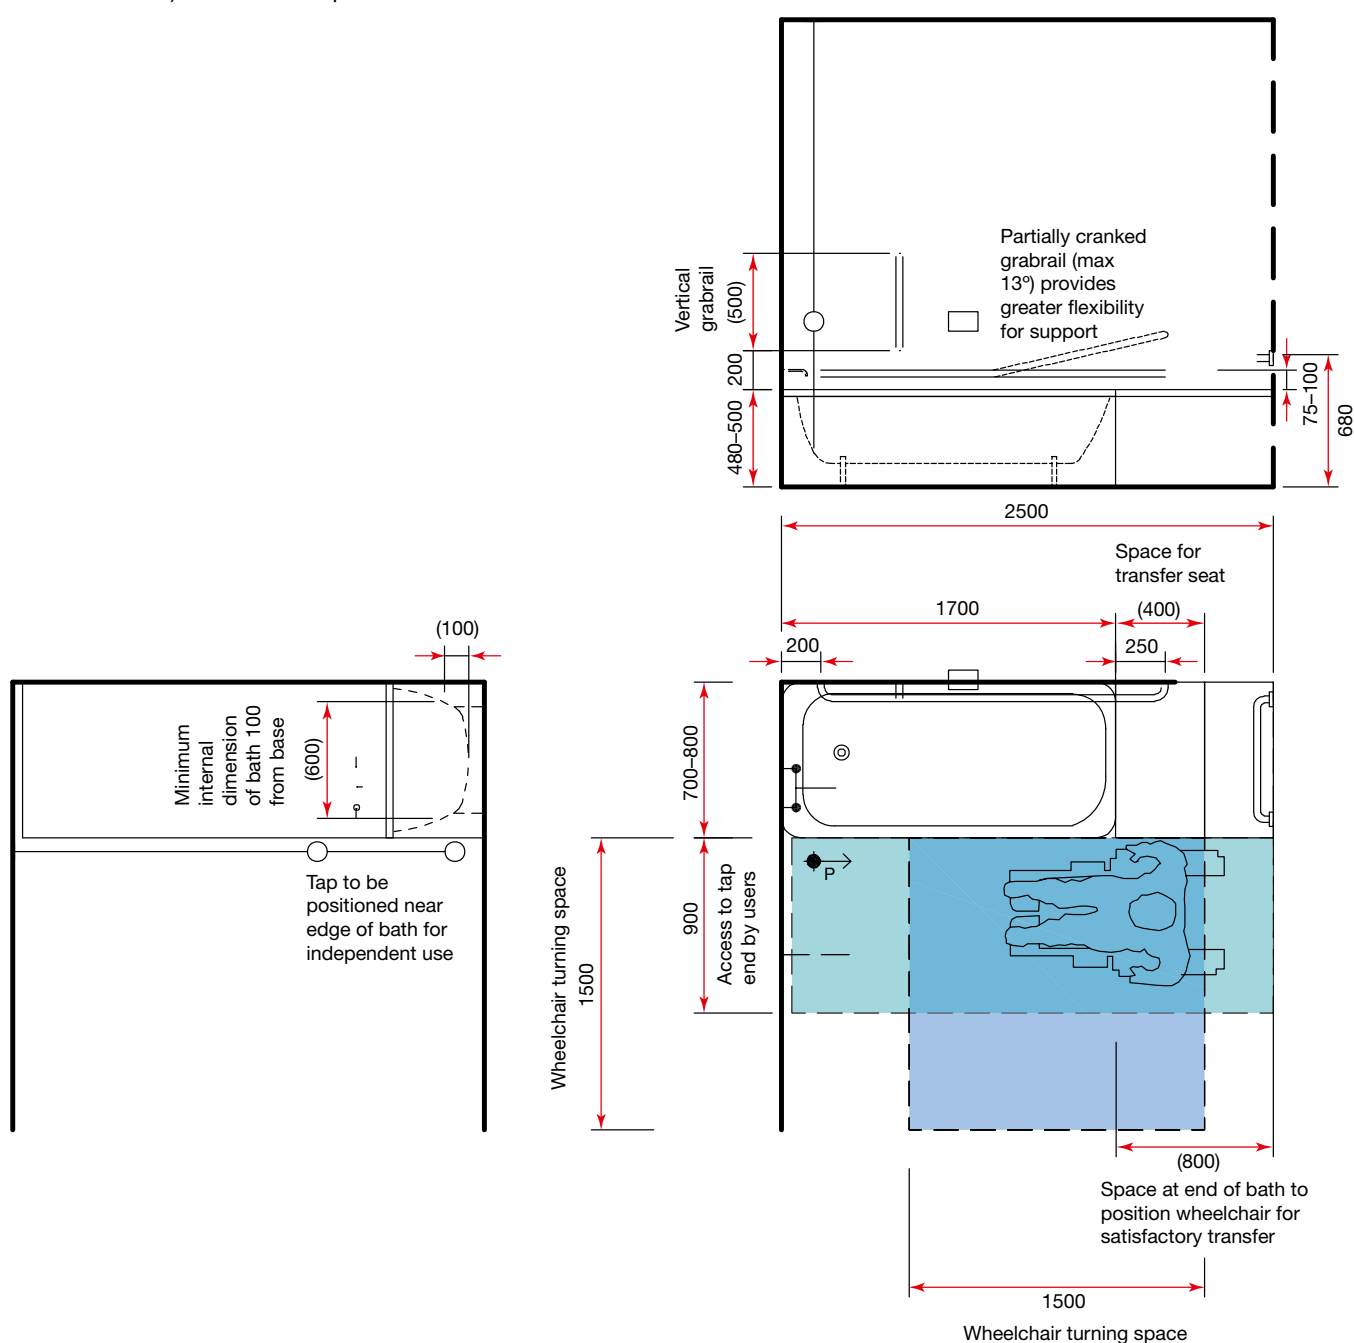 Partially cranked
grabrail (max
13º) provides
greater flexibility
for support
Vertical
grabrail
(500)
200
480–500
75–100
680
2500
Space for
transfer seat
1700
(400)
200
250
(100)
Minimum
internal
dimension
of bath 100
from base
(600)
700–800
Tap to be
positioned near
edge of bath for
independent use
Wheelchair turning space
1500
900
Access to tap
end by users
P
(800)
Space at end of bath to
position wheelchair for
satisfactory transfer
1500
Wheelchair turning space